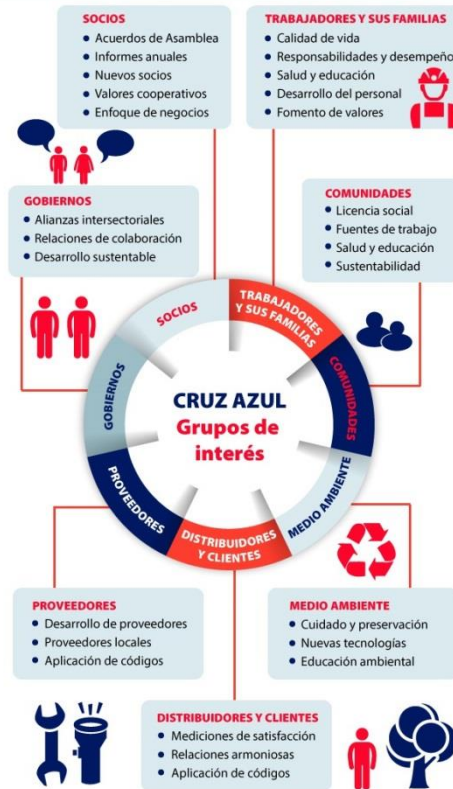 SOCIOS
• Acuerdos de Asamblea
• Informes anuales
• Nuevos socios
• Valores cooperativos
• Enfoque de negocios
TRABAJADORES Y SUS FAMILIAS
• Calidad de vida
• Responsabilidades y desempeño
• Salud y educación
• Desarrollo del personal
• Fomento de valores
GOBIERNOS
• Alianzas intersectoriales
• Relaciones de colaboración
• Desarrollo sustentable
COMUNIDADES
• Licencia social
• Fuentes de trabajo
• Salud y educación
• Sustentabilidad
SOCIOS
TRABAJADORES
Y SUS FAMILIAS
COMUNIDADES
MEDIO AMBIENTE
DISTRIBUIDORES
Y CLIENTES
PROVEEDORES
GOBIERNOS
CRUZ AZUL
Grupos de
interés
PROVEEDORES
• Desarrollo de proveedores
• Proveedores locales
• Aplicación de códigos
MEDIO AMBIENTE
• Cuidado y preservación
• Nuevas tecnologías
• Educación ambiental
DISTRIBUIDORES Y CLIENTES
• Mediciones de satisfacción
• Relaciones armoniosas
• Aplicación de códigos